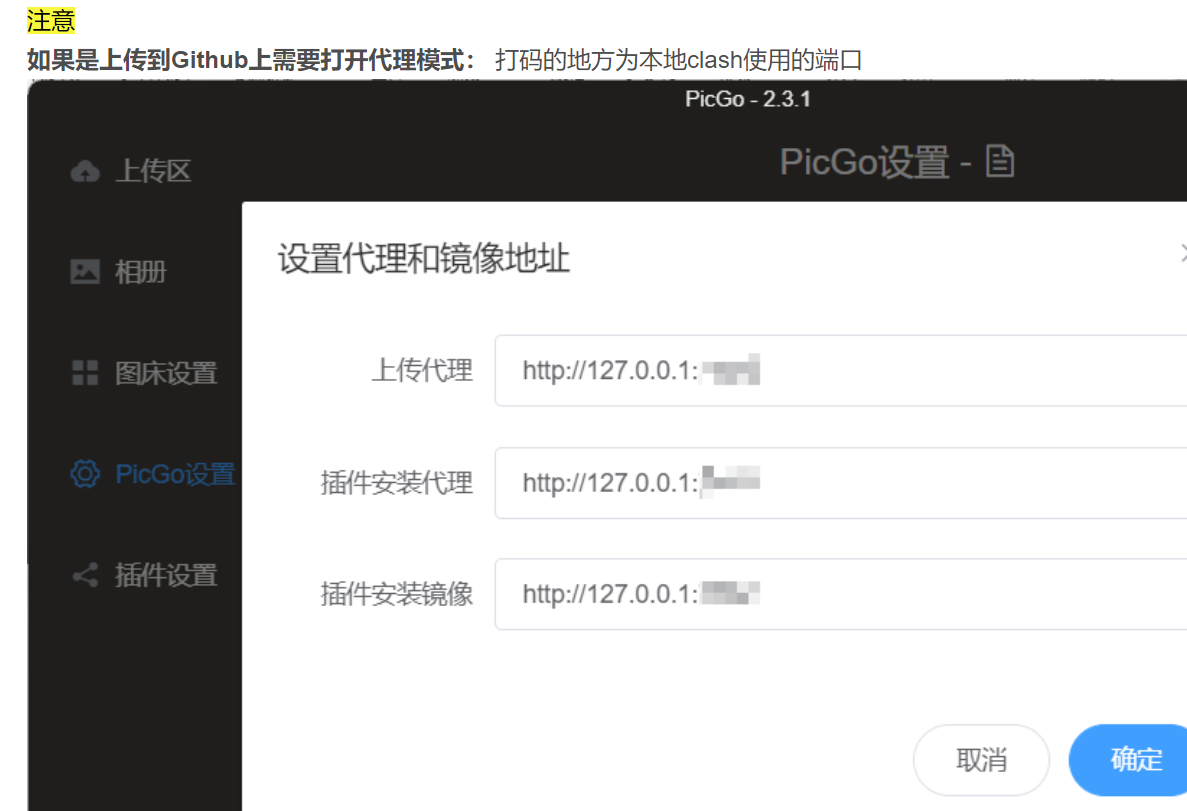 注意
如果是上传到Github上需要打开代理模式： 打码的地方为本地clash使用的端口
PicGo - 2.3.1
PicGo设置 -
上传区
相册
图床设置
PicGo设置
插件设置
设置代理和镜像地址
上传代理 http://127.0.0.1:
插件安装代理 http://127.0.0.1:
插件安装镜像 http://127.0.0.1:
取消 确定